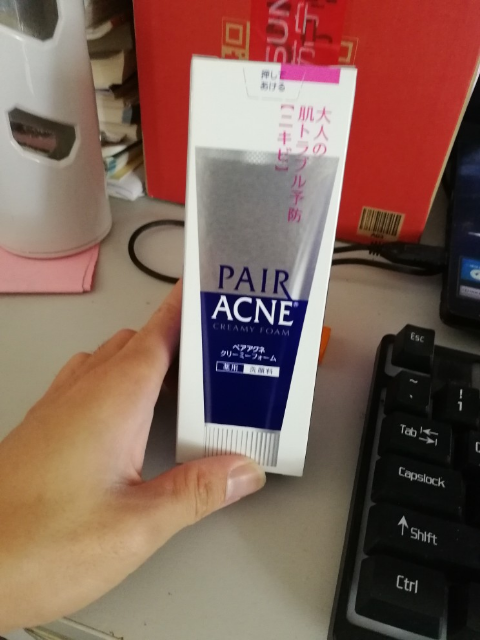 SUN
押して
あける
大人の
肌トラブル予防
【ニキビ】
PAIR
ACNE®
CREAMY FOAM
ペアアクネ
クリーミーフォーム
薬用 洗顔料
Esc
~
!
1
Tab
Capslock
Shift
Ctrl